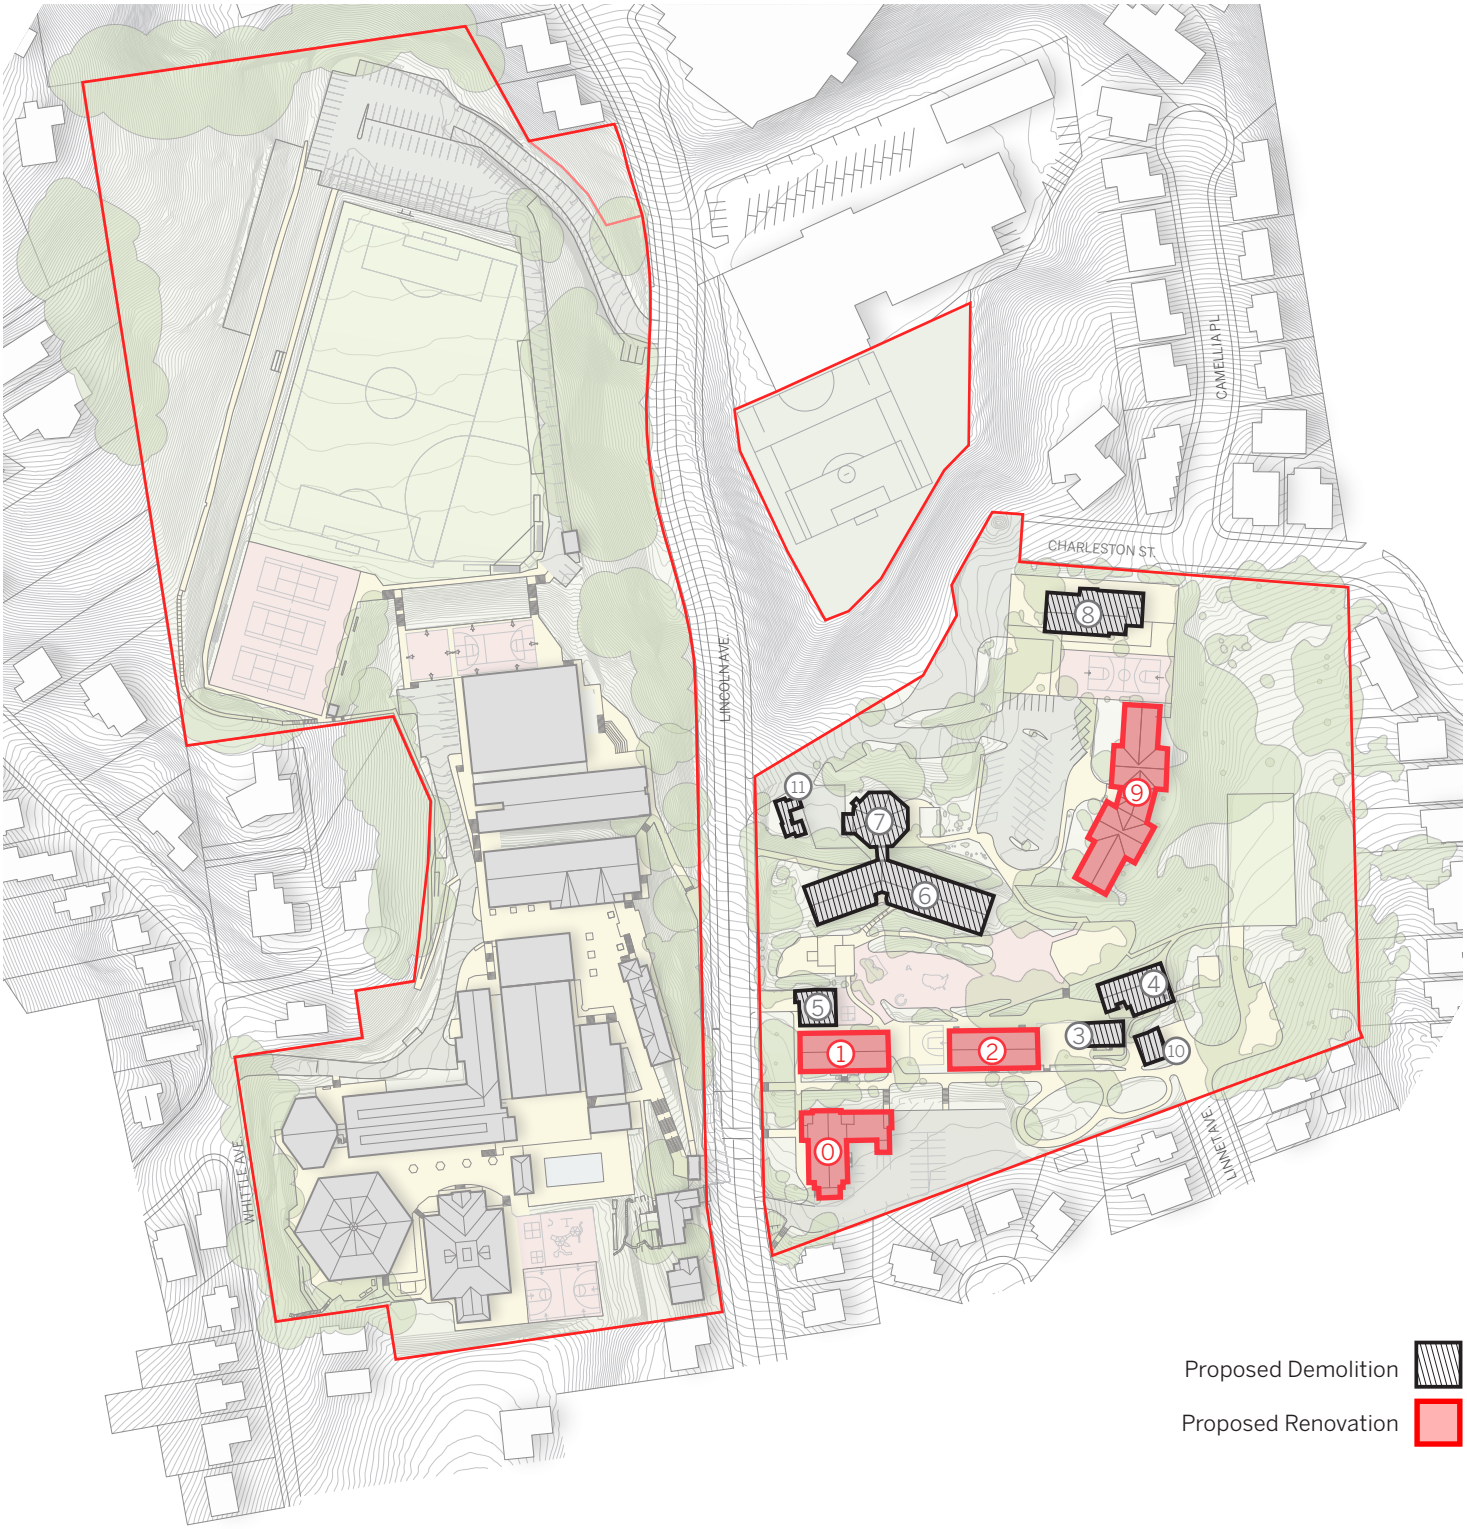 CAMELLIA PL
CHARLESTON ST.
8
LINCOLN AVE.
11
9
7
6
4
5
3
10
1
2
0
WHITTLE AVE.
LINNET AVE.
Proposed Demolition
Proposed Renovation